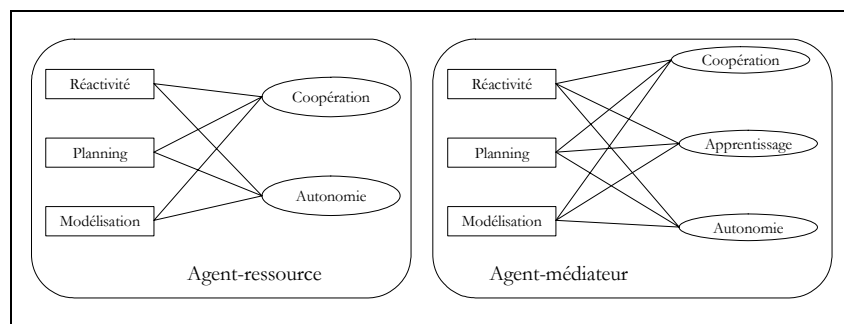 Réactivité
Planning
Modélisation
Coopération
Autonomie
Agent-ressource
Réactivité
Planning
Modélisation
Coopération
Apprentissage
Autonomie
Agent-médiateur